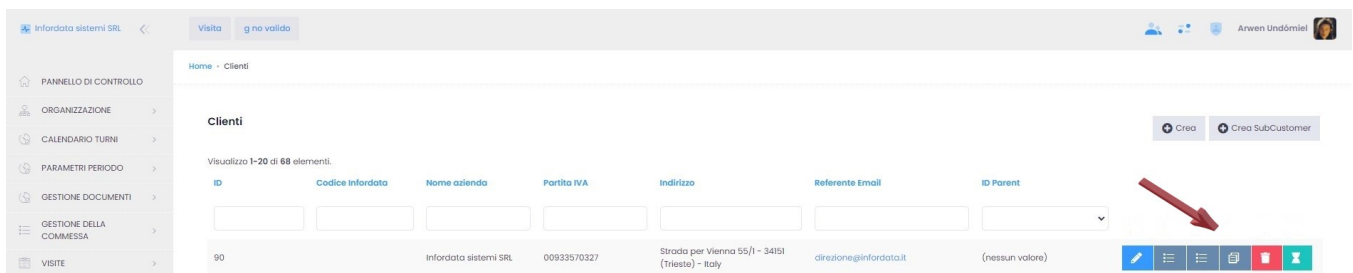 Infordata sistemi SRL
Visita
g no valido
Arwen Undómiel
Home - Clienti
PANNELLO DI CONTROLLO
ORGANIZZAZIONE
CALENDARIO TURNI
PARAMETRI PERIODO
GESTIONE DOCUMENTI
GESTIONE DELLA
COMMESSA
VISITE
Clienti
Crea
Crea SubCustomer
Visualizzo 1-20 di 68 elementi.
ID Codice Infordata Nome azienda Partita IVA Indirizzo Referente Email ID Parent
90 Infordata sistemi SRL 00933570327 Strada per Vienna 55/1 - 34151 direzione@infordata.it (nessun valore)
(Trieste) - Italy